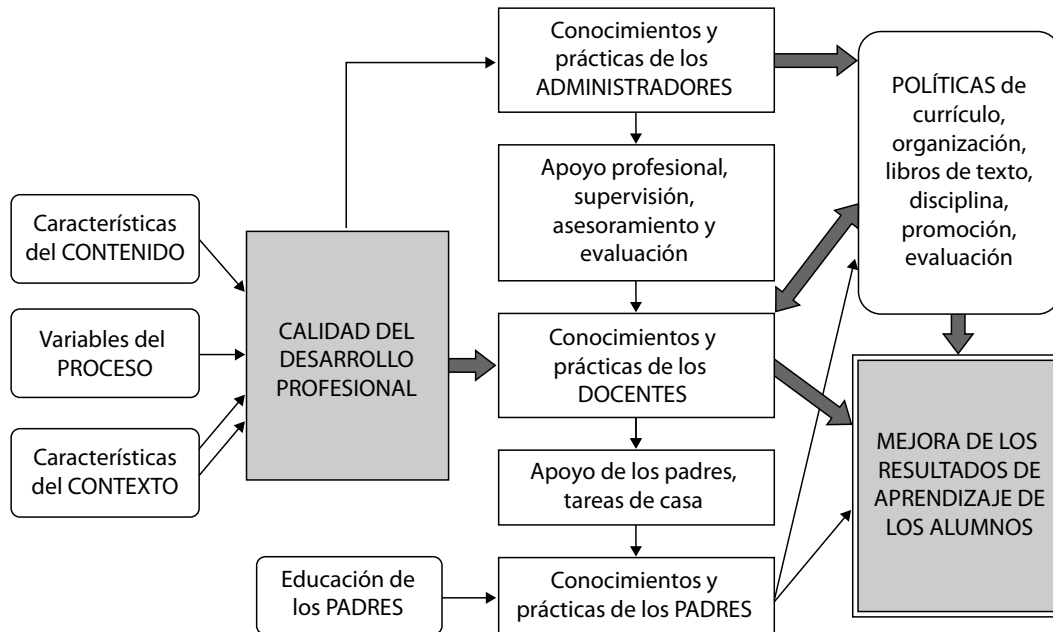 Características
del CONTENIDO
Variables del
PROCESO
Características
del CONTEXTO
CALIDAD DEL
DESARROLLO
PROFESIONAL
Conocimientos y
prácticas de los
ADMINISTRADORES
Apoyo profesional,
supervisión,
asesoramiento y
evaluación
Conocimientos y
prácticas de los
DOCENTES
Apoyo de los padres,
tareas de casa
Educación de
los PADRES
Conocimientos y
prácticas de los PADRES
POLÍTICAS de
currículo,
organización,
libros de texto,
disciplina,
promoción,
evaluación
MEJORA DE LOS
RESULTADOS DE
APRENDIZAJE DE
LOS ALUMNOS